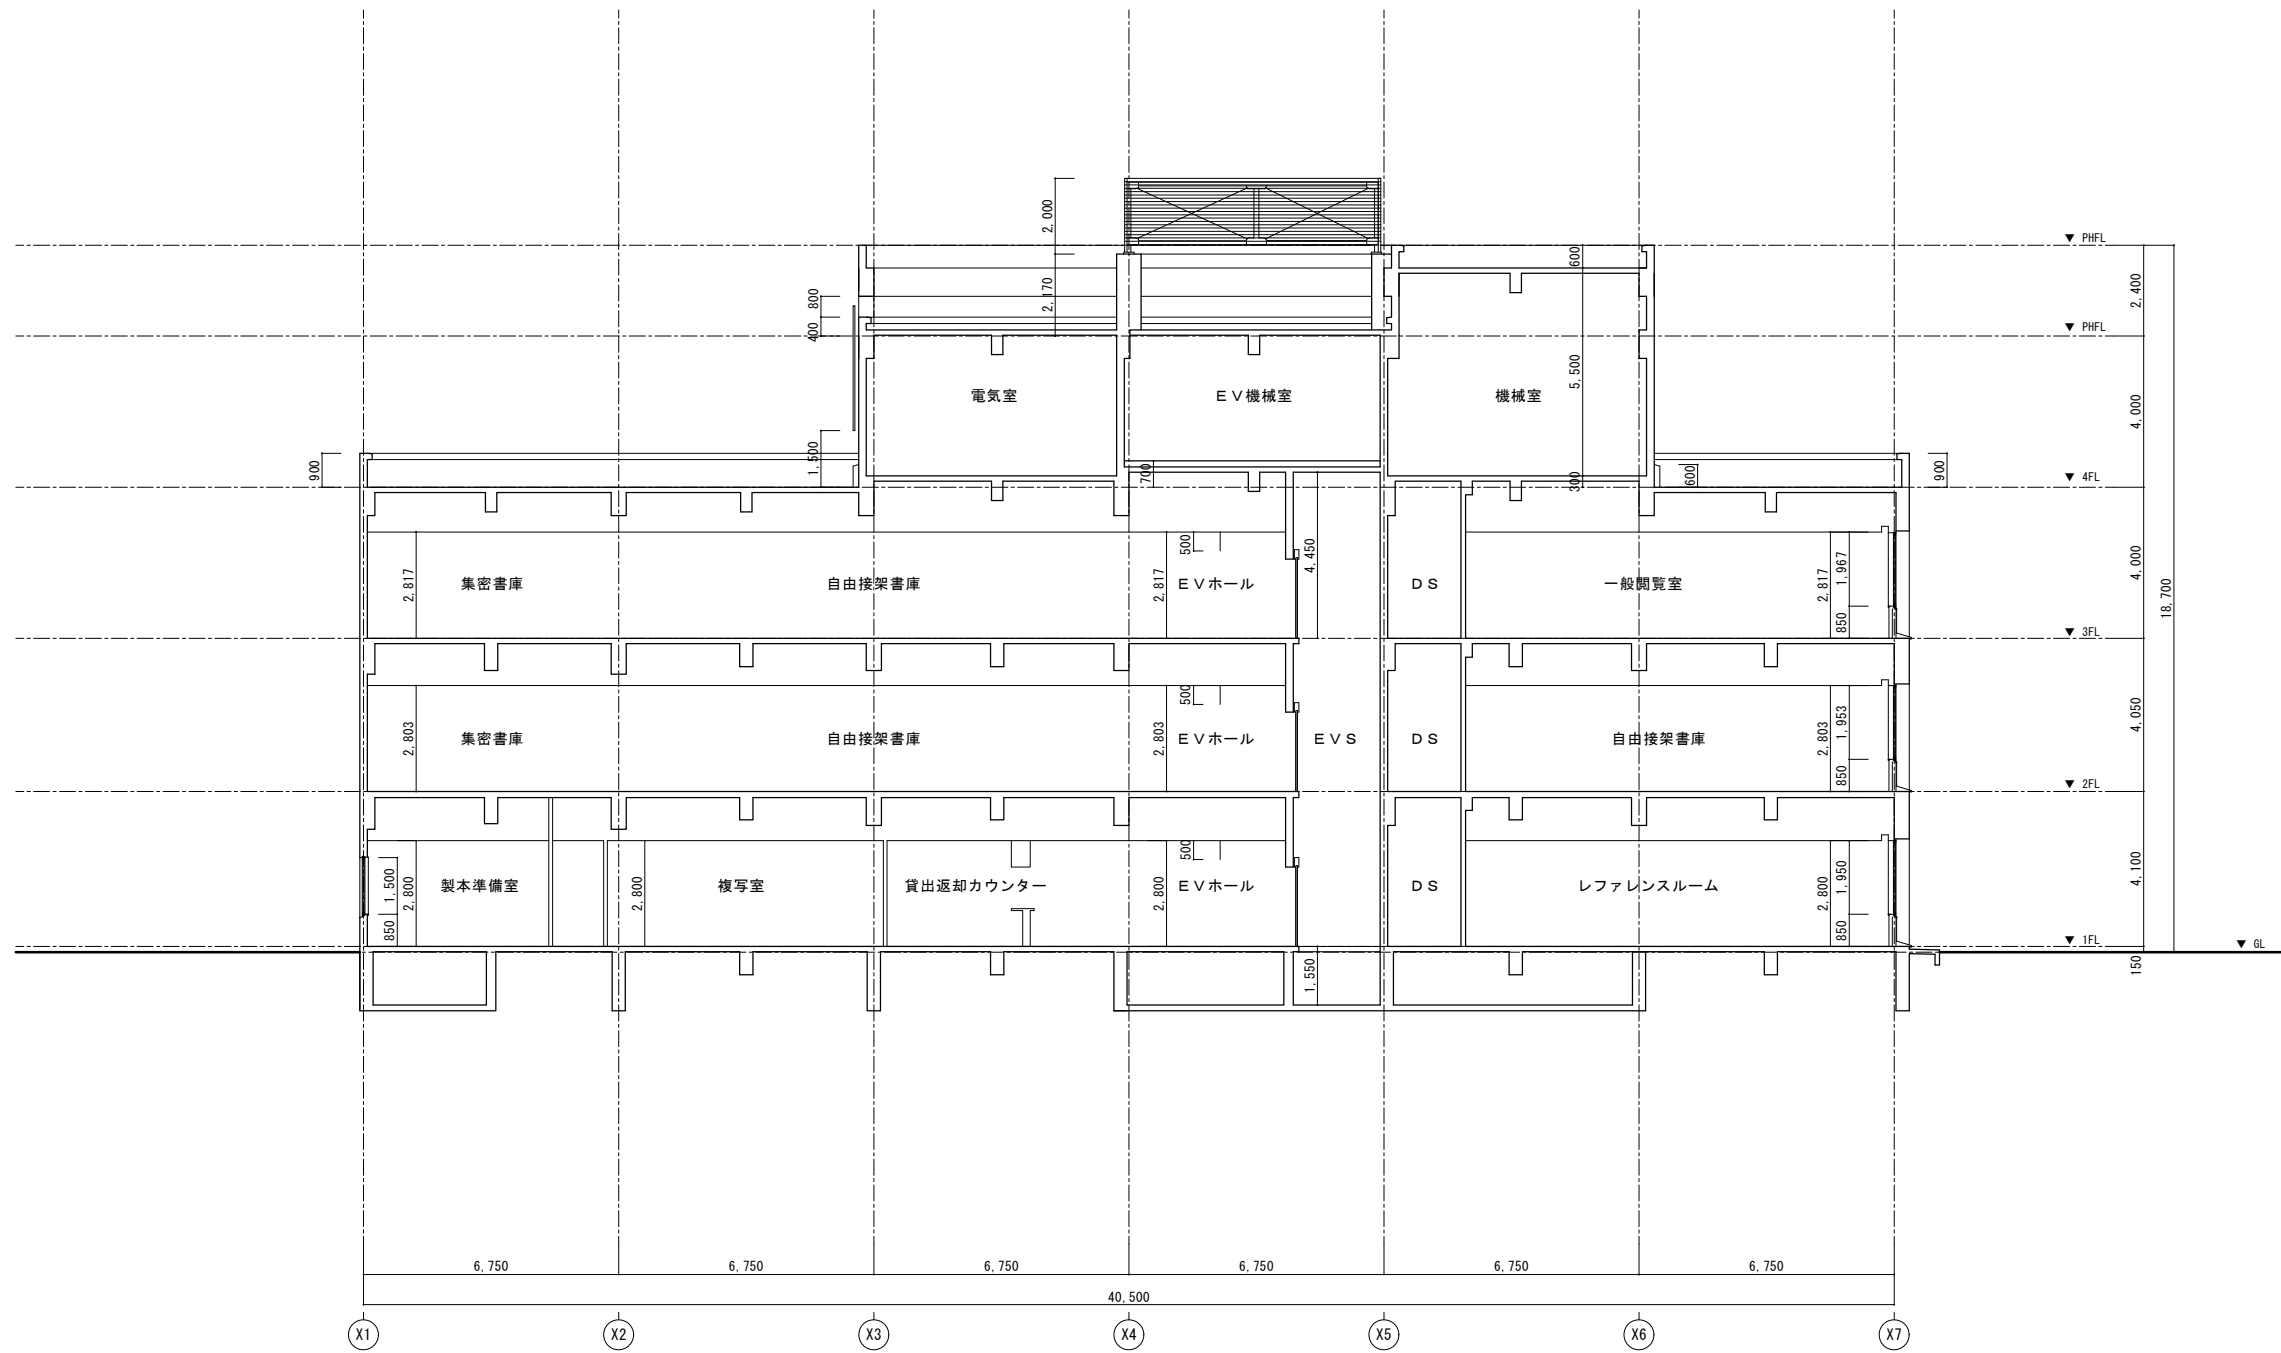 2,000
▼ PHFL
600
2,400
2,170
800
400
▼ PHFL
電気室
EV機械室
機械室
5,500
4,000
18,700
900
1,500
700
300
600
900
▼ 4FL
集密書庫
自由接架書庫
EVホール
DS
一般閲覧室
2,817
2,817
500
4,450
2,817
1,967
850
4,000
▼ 3FL
集密書庫
自由接架書庫
EVホール
EVS
DS
自由接架書庫
2,803
2,803
500
2,803
1,953
850
4,050
▼ 2FL
製本準備室
複写室
貸出返却カウンター
EVホール
DS
レファレンスルーム
1,500
850
2,800
2,800
2,800
500
2,800
1,950
850
4,100
▼ 1FL
▼ GL
1,550
150
6,750
6,750
6,750
6,750
6,750
6,750
40,500
X1
X2
X3
X4
X5
X6
X7